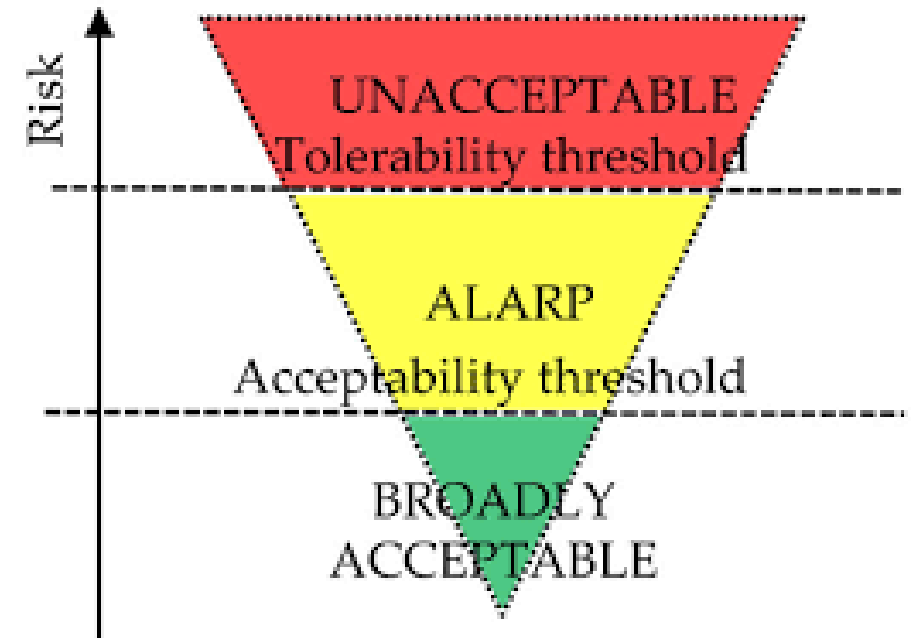 Risk
UNACCEPTABLE
Tolerability threshold
ALARP
Acceptability threshold
BROADLY
ACCEPTABLE